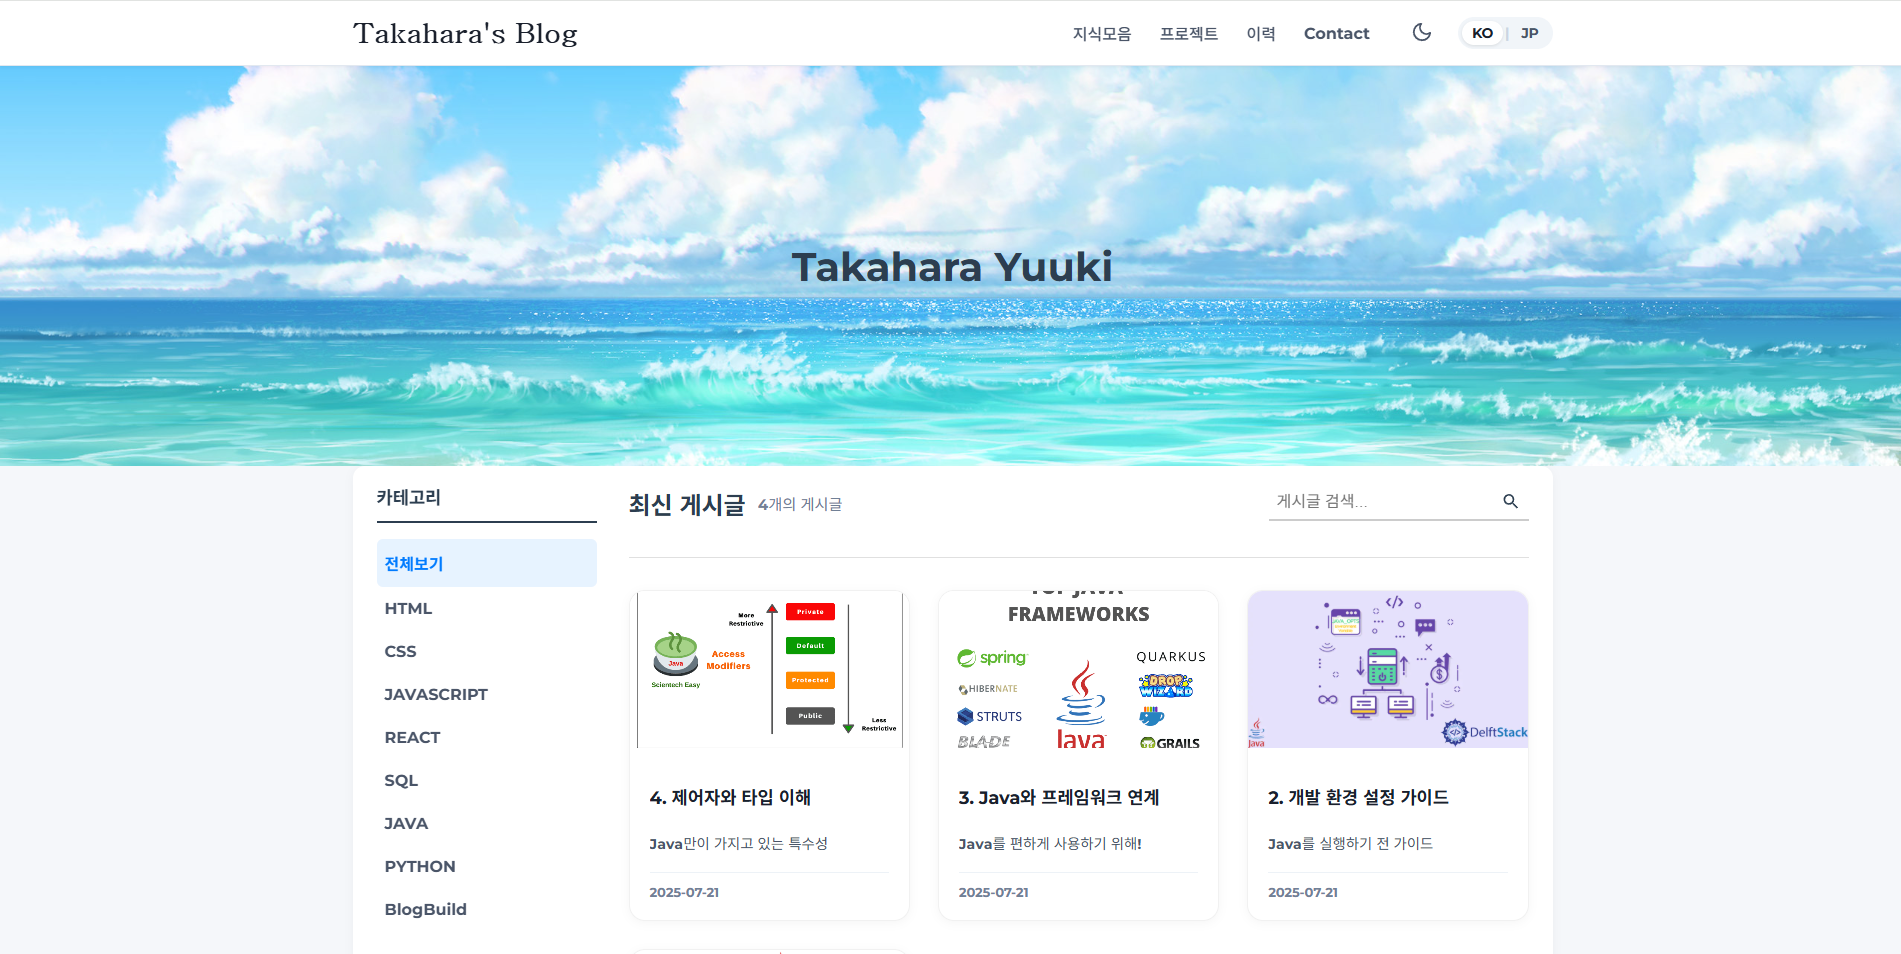 Takahara's Blog
지식모음 프로젝트 이력 Contact KO | JP
Takahara Yuuki
카테고리
전체보기
HTML
CSS
JAVASCRIPT
REACT
SQL
JAVA
PYTHON
BlogBuild
최신 게시글 4개의 게시글
게시글 검색...
More
Restrictive
Private
Default
Protected
Public
Java
Scientech Easy
Access
Modifiers
Less
Restrictive
4. 제어자와 타입 이해
Java만이 가지고 있는 특수성
2025-07-21
TOP JAVA
FRAMEWORKS
spring
QUARKUS
HIBERNATE
DROP
WIZARD
STRUTS
BLADE
Java
GRAILS
3. Java와 프레임워크 연계
Java를 편하게 사용하기 위해!
2025-07-21
JAVA_OPTS
Java
DelftStack
2. 개발 환경 설정 가이드
Java를 실행하기 전 가이드
2025-07-21